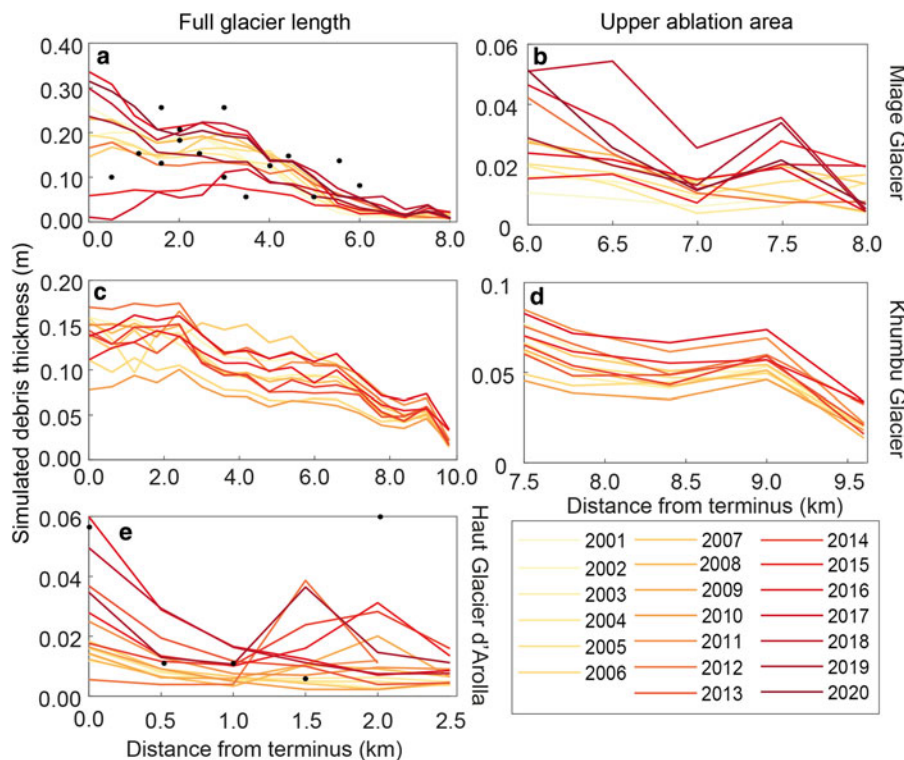 Full glacier length
Upper ablation area
Simulated debris thickness (m)
a
0.40
0.30
0.20
0.10
0.00
0.0 2.0 4.0 6.0 8.0
b
0.06
0.04
0.02
0
6.0 6.5 7.0 7.5 8.0
Miage Glacier
c
0.20
0.15
0.10
0.05
0.00
0.0 2.0 4.0 6.0 8.0 10.0
d
0.1
0.05
0
7.5 8.0 8.5 9.0 9.5
Distance from terminus (km)
Khumbu Glacier
e
0.06
0.04
0.02
0.00
0.0 0.5 1.0 1.5 2.0 2.5
Distance from terminus (km)
Haut Glacier d'Arolla
2001
2002
2003
2004
2005
2006
2007
2008
2009
2010
2011
2012
2013
2014
2015
2016
2017
2018
2019
2020